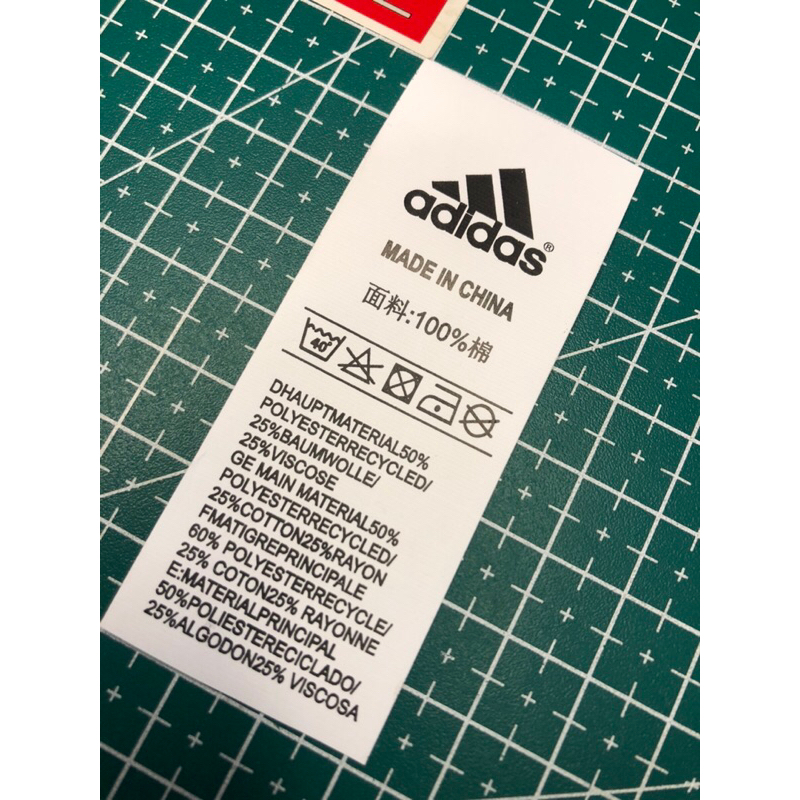 adidas®
MADE IN CHINA
面料:100%棉
40°
DHAUPTMATERIAL50%
POLYESTERRECYCLED/
25%BAUMWOLLE/
25%VISCOSE
GE MAIN MATERIAL50%
POLYESTERRECYCLED/
25%COTTON25%RAYON
FMATIGREPRINCIPALE
60% POLYESTERRECYCLE/
25% COTON25% RAYONNE
E:MATERIALPRINCIPAL
50%POLIESTERECICLADO/
25%ALGODON25% VISCOSA